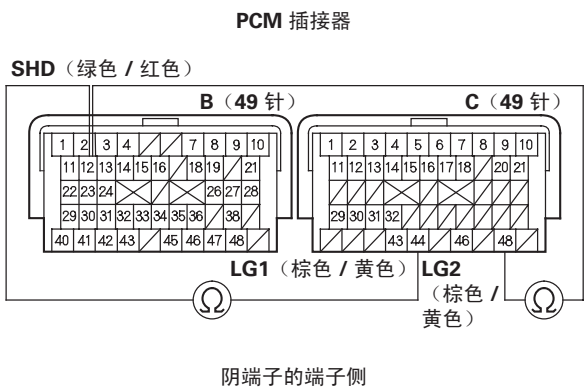 PCM 插接器
SHD（绿色 / 红色）
B（49 针）
C（49 针）
1 2 3 4 7 8 9 10
11 12 13 14 15 16 18 19 21
22 23 24 26 27 28
29 30 31 32 33 34 35 36 38
40 41 42 43 45 46 47 48
1 2 3 4 5 6 7 8 9 10
11 12 13 14 15 16 17 18 20 21
29 30 31 32
43 44 46 48
LG1（棕色 / 黄色）
LG2
（棕色 /
黄色）
Ω
Ω
阴端子的端子侧